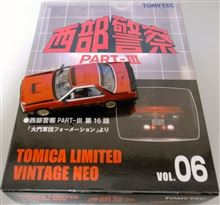 TOMYTEC
西部警察
PART-III
●西部警察 PART-III 第16話
「大門軍団フォーメーション」より
TOMICA LIMITED
VINTAGE NEO
VOL. 06